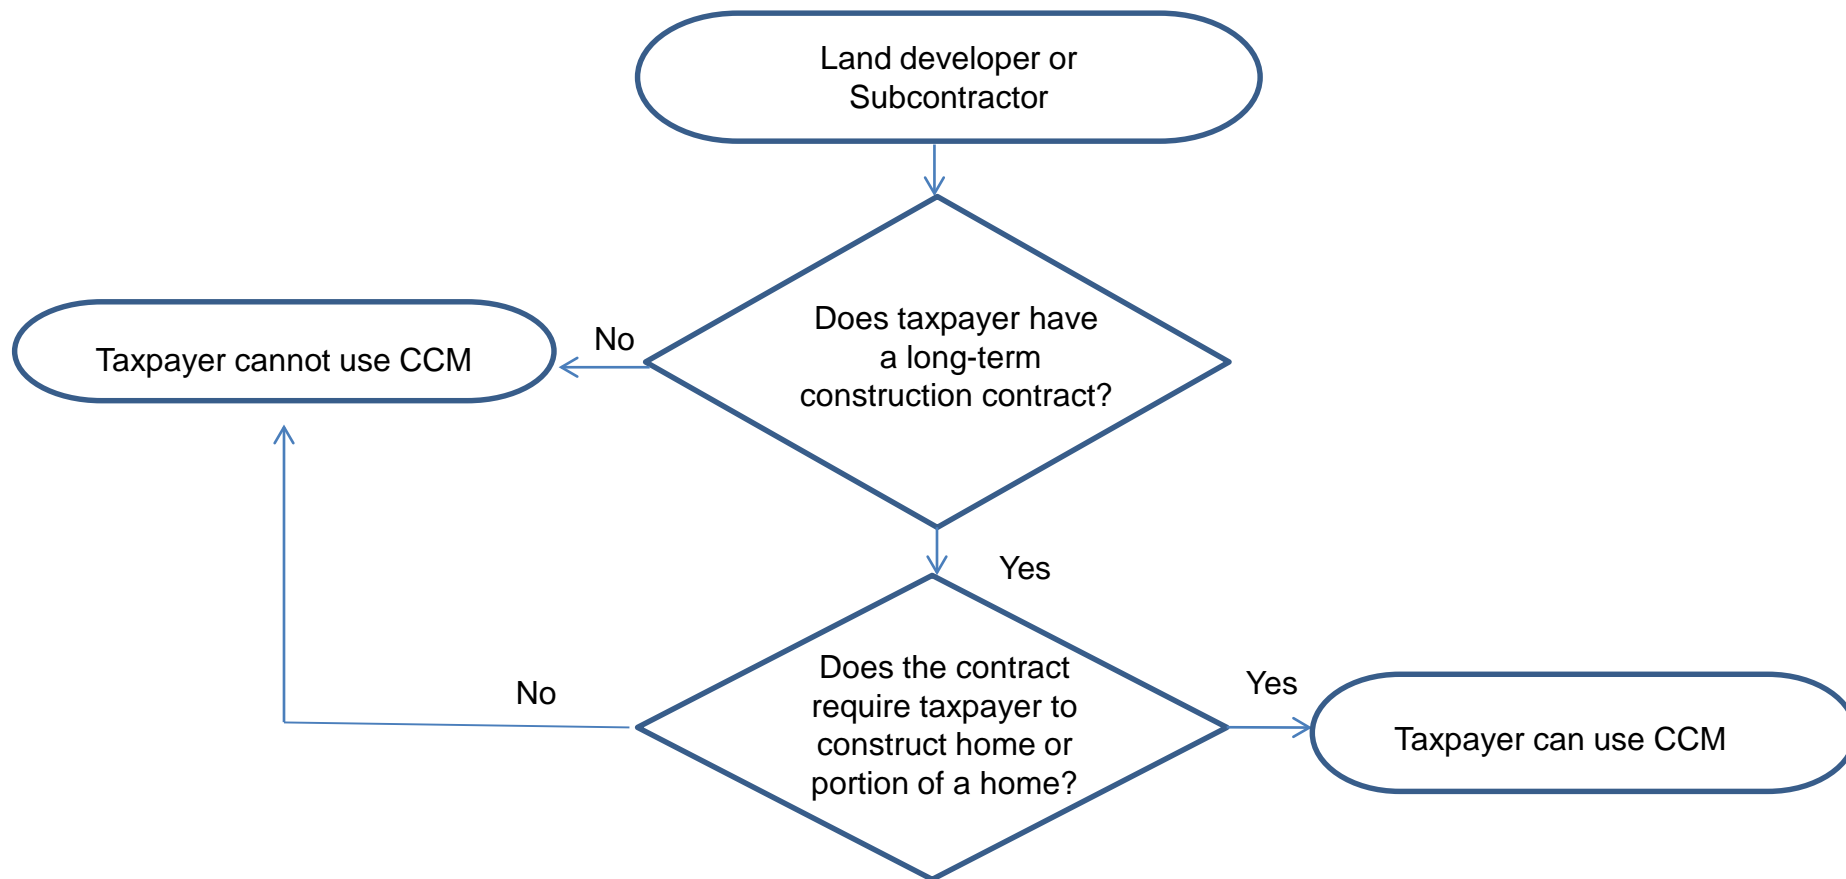 Land developer or
Subcontractor
Does taxpayer have
a long-term
construction contract?
No
Taxpayer cannot use CCM
Yes
Does the contract
require taxpayer to
construct home or
portion of a home?
No
Yes
Taxpayer can use CCM